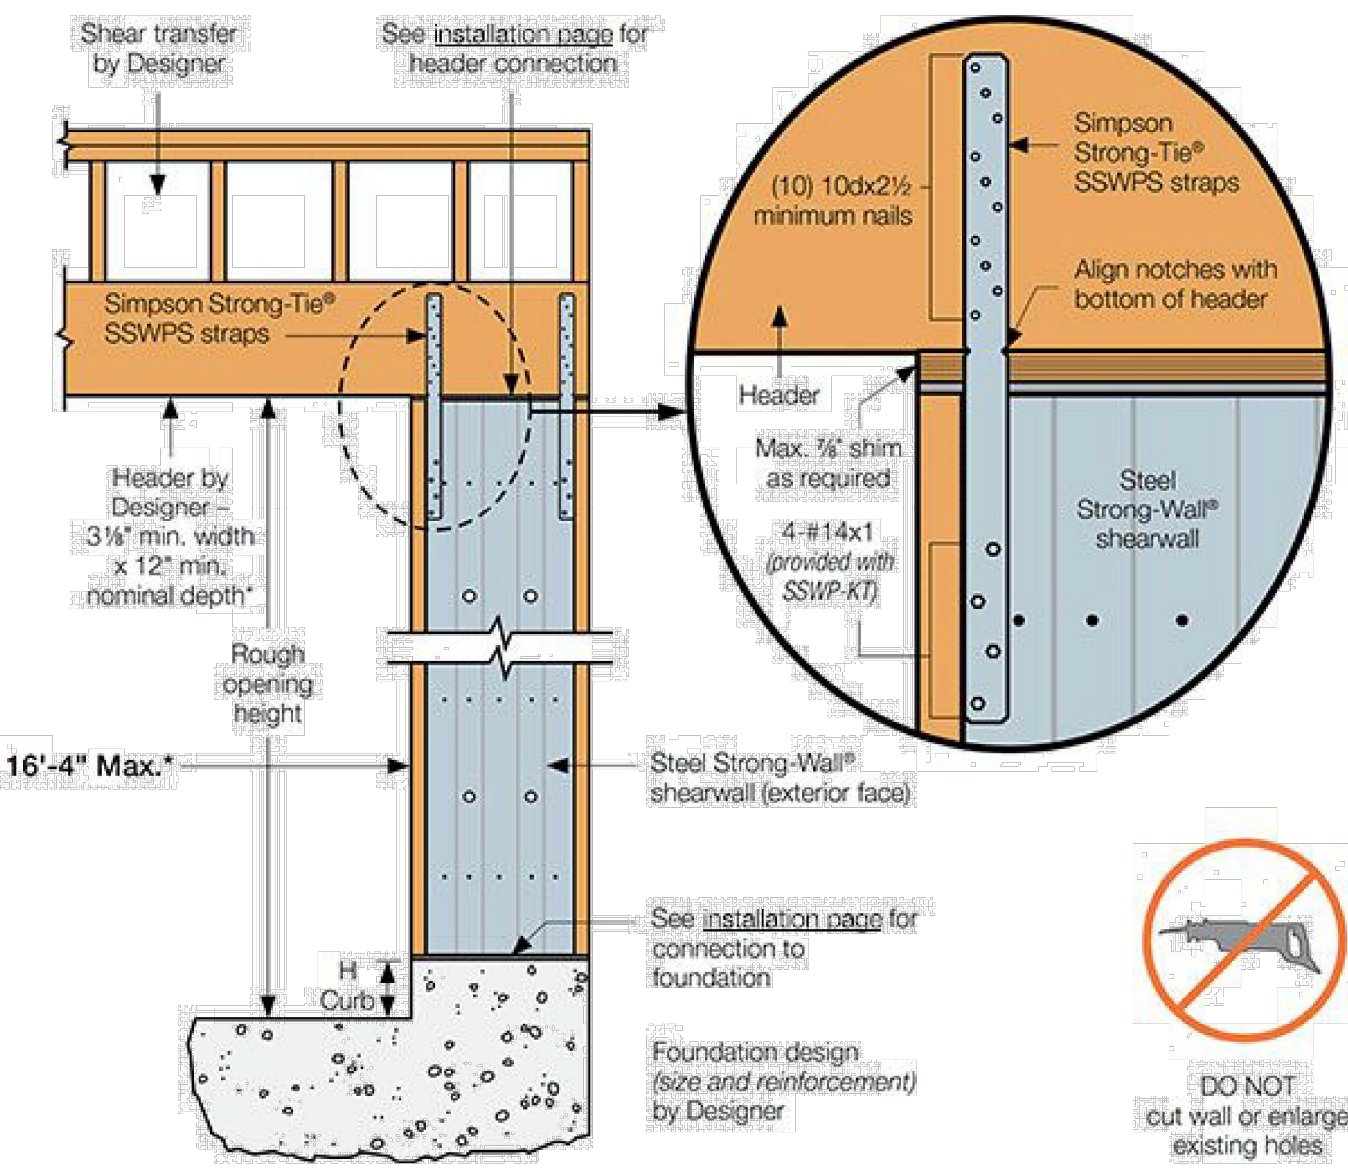 Shear transfer
by Designer
See installation page for
header connection
Simpson Strong-Tie®
SSWPS straps
Header by
Designer –
3⅛" min. width
x 12" min.
nominal depth*
Rough
opening
height
16'-4" Max.*
H
Curb
Steel Strong-Wall®
shearwall (exterior face)
See installation page for
connection to
foundation
Foundation design
(size and reinforcement)
by Designer
(10) 10dx2½
minimum nails
Simpson
Strong-Tie®
SSWPS straps
Align notches with
bottom of header
Header
Max. ⅞" shim
as required
4-#14x1
(provided with
SSWP-KT)
Steel
Strong-Wall®
shearwall
DO NOT
cut wall or enlarge
existing holes